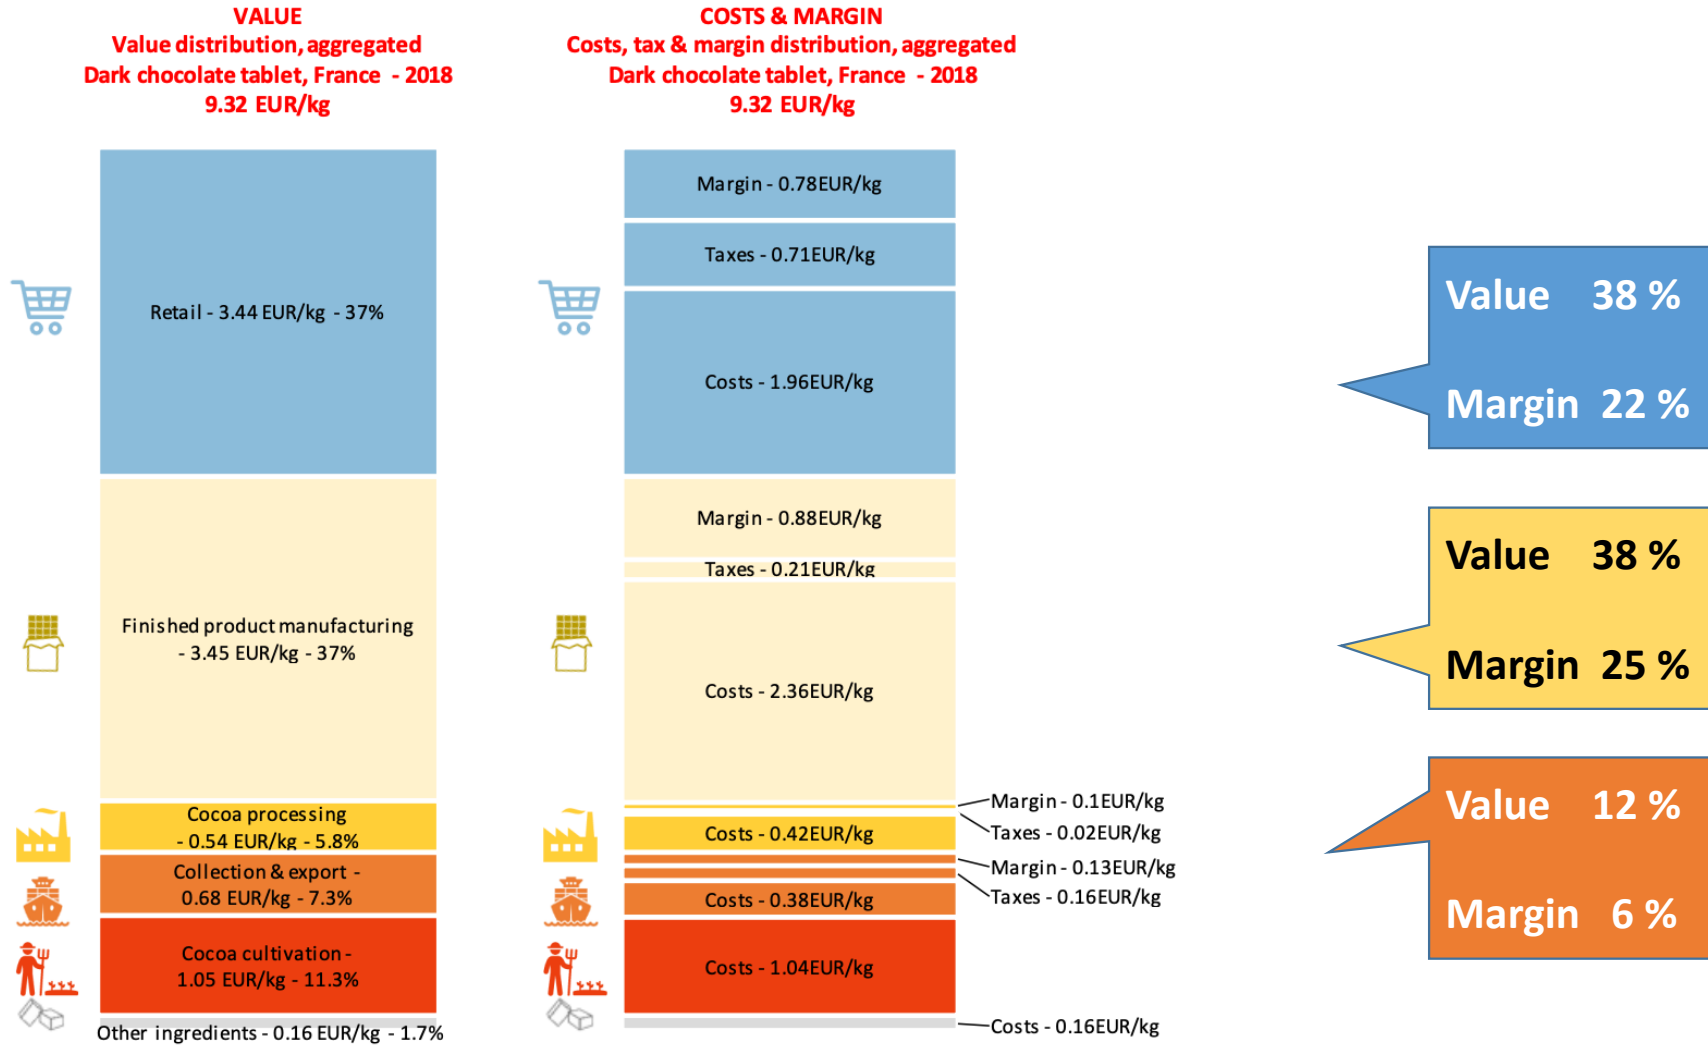 VALUE
Value distribution, aggregated
Dark chocolate tablet, France - 2018
9.32 EUR/kg
Retail - 3.44 EUR/kg - 37%
Finished product manufacturing
- 3.45 EUR/kg - 37%
Cocoa processing
- 0.54 EUR/kg - 5.8%
Collection & export -
0.68 EUR/kg - 7.3%
Cocoa cultivation -
1.05 EUR/kg - 11.3%
Other ingredients - 0.16 EUR/kg - 1.7%
COSTS & MARGIN
Costs, tax & margin distribution, aggregated
Dark chocolate tablet, France - 2018
9.32 EUR/kg
Margin - 0.78EUR/kg
Taxes - 0.71EUR/kg
Costs - 1.96EUR/kg
Margin - 0.88EUR/kg
Taxes - 0.21EUR/kg
Costs - 2.36EUR/kg
Margin - 0.1EUR/kg
Taxes - 0.02EUR/kg
Costs - 0.42EUR/kg
Margin - 0.13EUR/kg
Taxes - 0.16EUR/kg
Costs - 0.38EUR/kg
Costs - 1.04EUR/kg
Costs - 0.16EUR/kg
Value 38 %
Margin 22 %
Value 38 %
Margin 25 %
Value 12 %
Margin 6 %